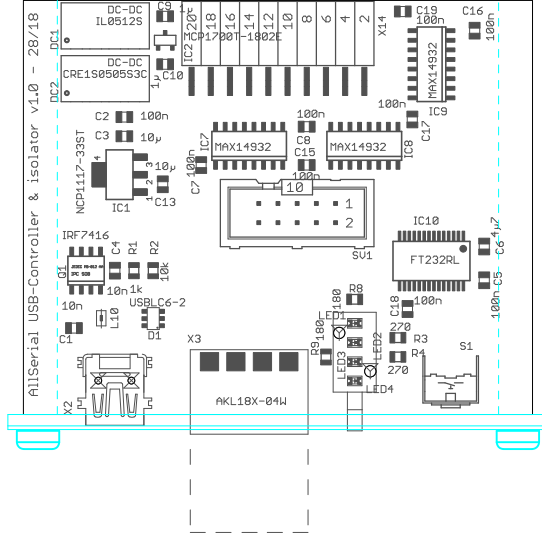 DC-DC
IL0512S
DC1
DC-DC
CRE1S0505S3C
DC2
C9
C10
1µ
IC2
MCP1700T-1802E
20
18
16
14
12
10
8
6
4
2
X14
C19
100n
C16
100n
MAX14932
IC9
100n
C17
C2
100n
C3
10µ
NCP1117-33ST
4
3
2
1
IC1
10µ
C13
IC7
MAX14932
100n
C7
100n
C8
C15
100n
MAX14932
IC8
10
1
2
SV1
IC10
FT232RL
4µ7
C6
C5
100n
C18
100n
IRF7416
Q1
C4
R1
R2
10k
10n
1k
10n
C1
L10
USBLC6-2
D1
X2
X3
AKL18X-04W
R8
180
LED1
180
R9
LED3
LED2
LED4
270
R3
R4
270
S1
AllSerial USB-Controller & isolator v1.0 - 28/18